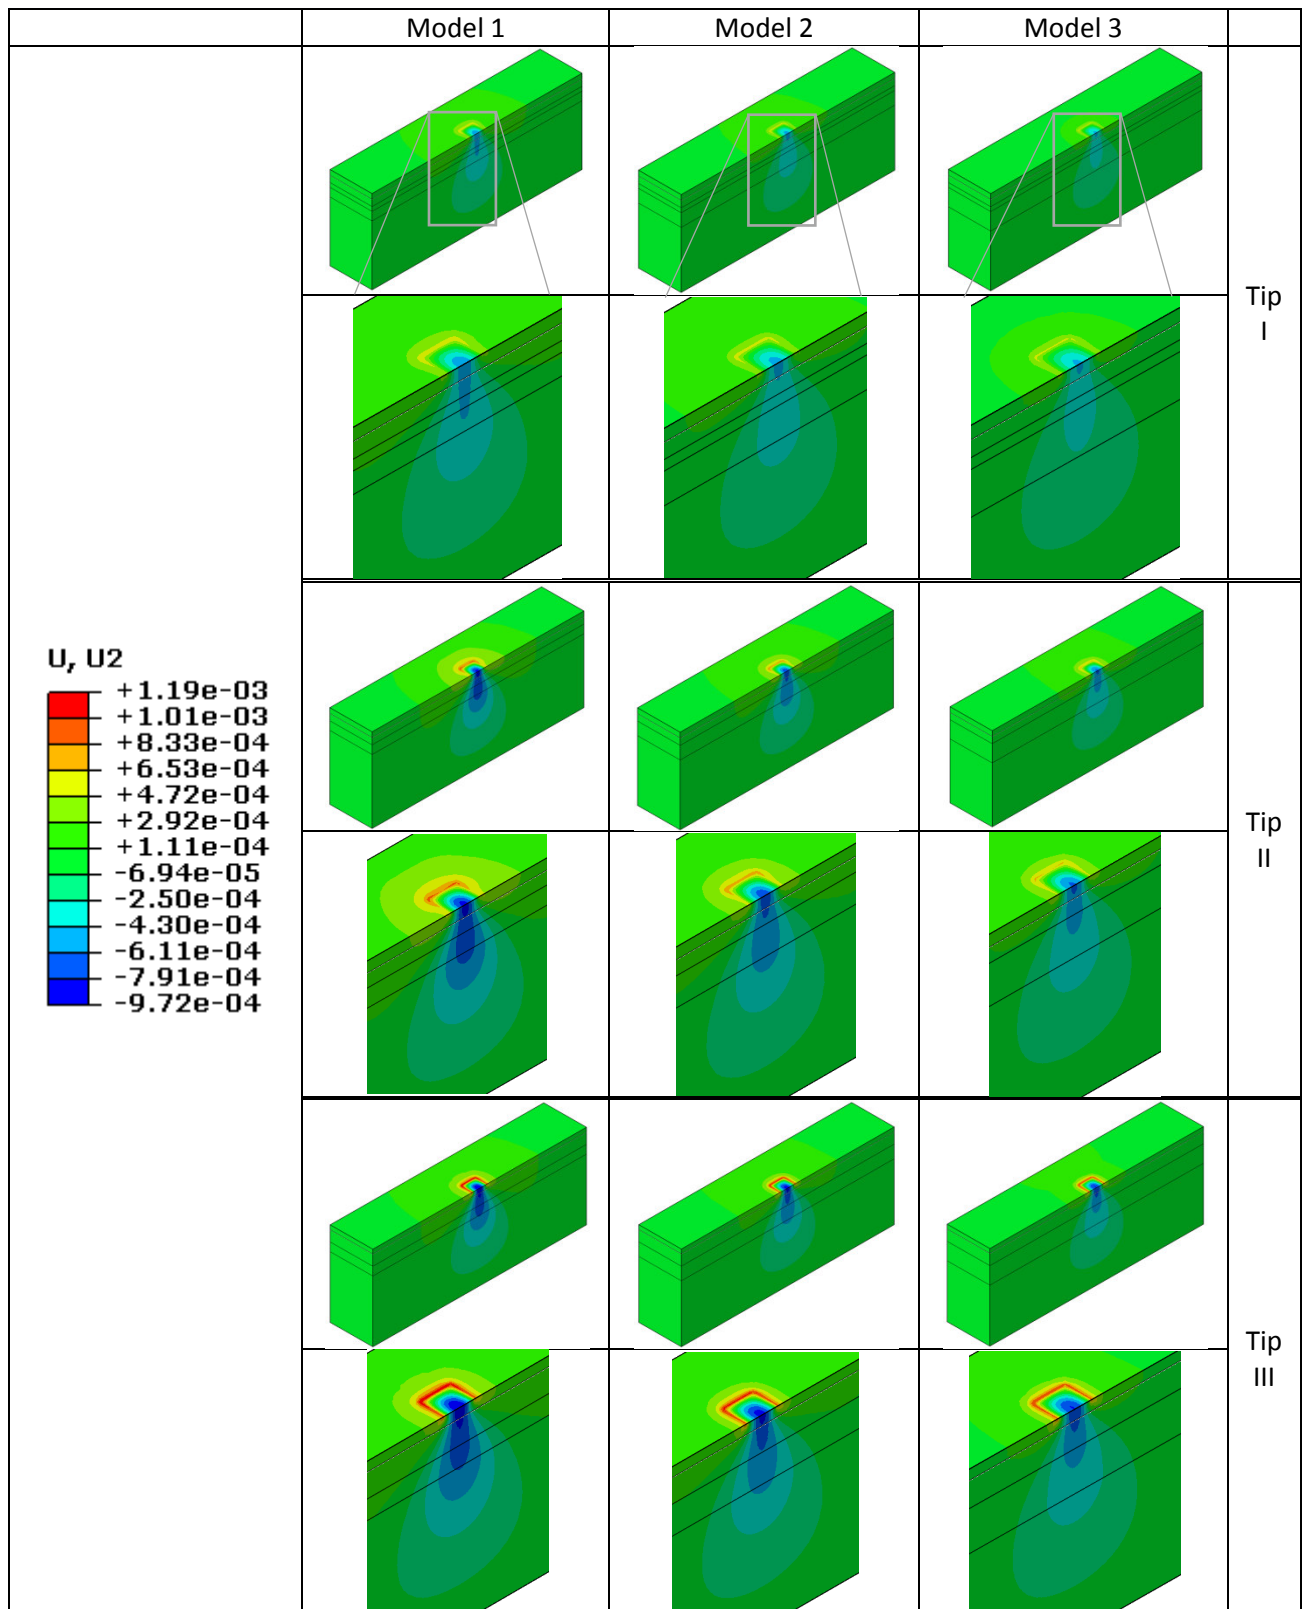 Model 1
Model 2
Model 3
Tip
I
U, U2
+1.19e-03
+1.01e-03
+8.33e-04
+6.53e-04
+4.72e-04
+2.92e-04
+1.11e-04
-6.94e-05
-2.50e-04
-4.30e-04
-6.11e-04
-7.91e-04
-9.72e-04
Tip
II
Tip
III